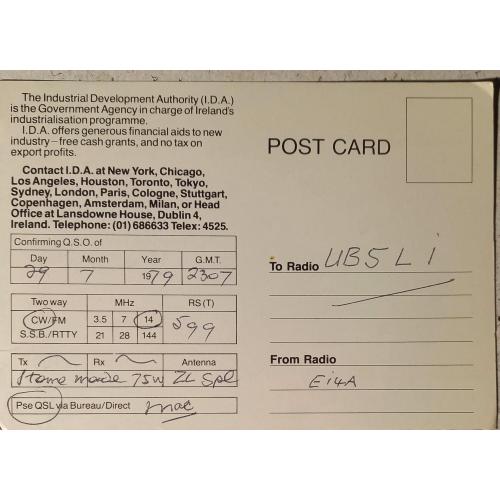 The Industrial Development Authority (I.D.A.)
is the Government Agency in charge of Ireland's
industrialisation programme.
I.D.A. offers generous financial aids to new
industry – free cash grants, and no tax on
export profits.
Contact I.D.A. at New York, Chicago,
Los Angeles, Houston, Toronto, Tokyo,
Sydney, London, Paris, Cologne, Stuttgart,
Copenhagen, Amsterdam, Milan, or Head
Office at Lansdowne House, Dublin 4,
Ireland. Telephone: (01) 686633 Telex: 4525.
Confirming Q.S.O. of
Day Month Year G.M.T.
29 7 1979 2307
Two way MHz RS(T)
CW/FM 3.5 7 14 599
S.S.B./RTTY 21 28 144
Tx Rx Antenna
Home made 75W ZL Spl
Pse QSL via Bureau/Direct mac
POST CARD
To Radio UB5LI
From Radio
EI4A